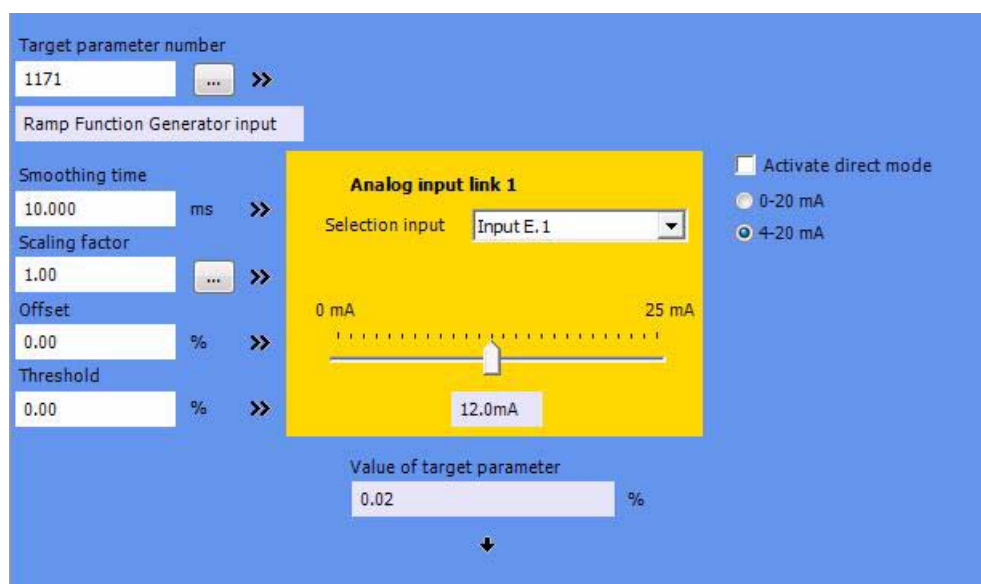 Target parameter number
1171
...
Ramp Function Generator input
Smoothing time
10.000 ms
Scaling factor
1.00
...
Offset
0.00 %
Threshold
0.00 %
Analog input link 1
Selection input Input E.1
0 mA 25 mA
12.0mA
Activate direct mode
0-20 mA
4-20 mA
Value of target parameter
0.02 %